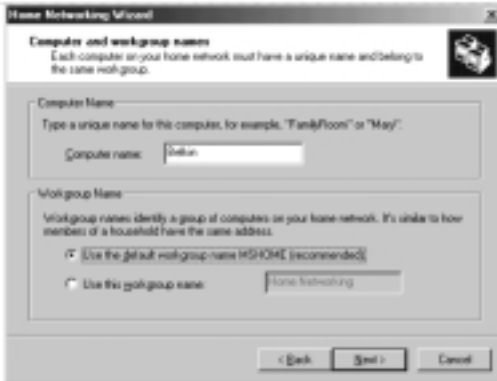 Home Networking Wizard
Computer and workgroup names
Each computer on your home network must have a unique name and belong to
the same workgroup.
Computer Name
Type a unique name for this computer, for example, "FamilyRoom" or "Mary".
Computer name: Belkin
Workgroup Name
Workgroup names identify a group of computers on your home network. It's similar to how
members of a household have the same address.
Use the default workgroup name MSHOME (recommended)
Use this workgroup name: Home Networking
< Back Next > Cancel